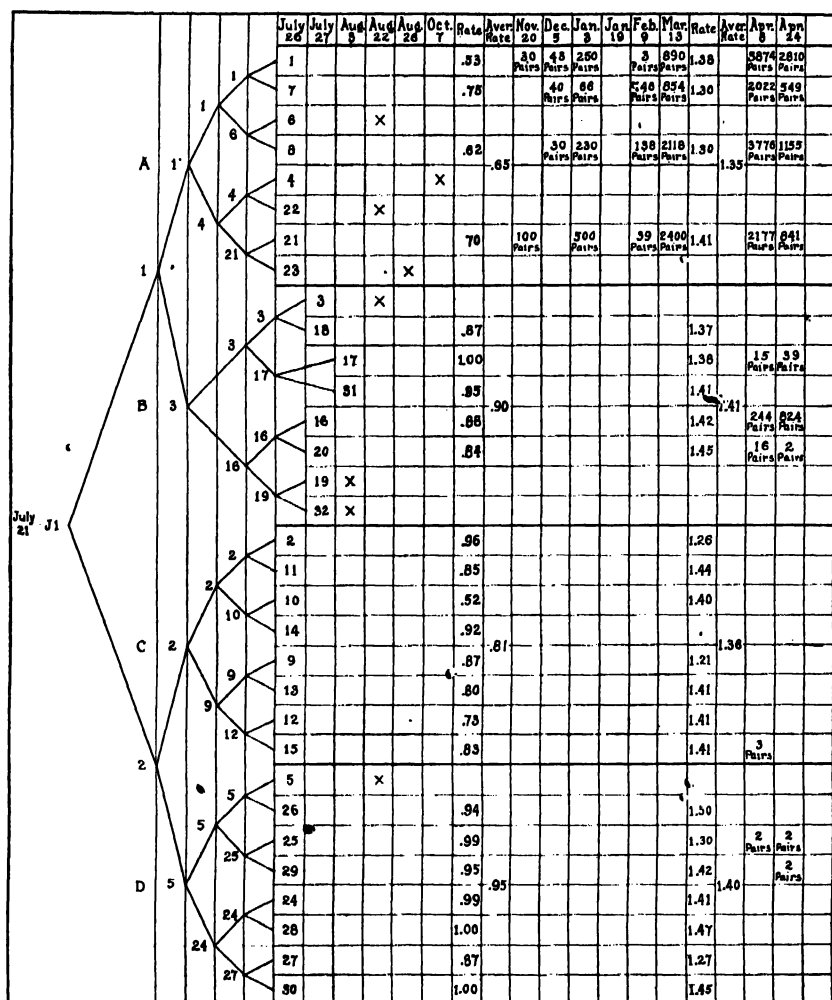 July 26 July 27 Aug. 3 Aug. 22 Aug. 26 Oct. 7 Rate Aver. Rate Nov. 20 Dec. 5 Jan. 3 Jan. 19 Feb. 9 Mar. 13 Rate Aver. Rate Apr. 8 Apr. 24
1 .53 30 Pairs 48 Pairs 250 Pairs 3 Pairs 890 Pairs 1.38 3874 Pairs 2810 Pairs
1
7 .75 40 Pairs 66 Pairs 854 Pairs 1.30 2022 Pairs 549 Pairs
1
6 X
6
8 .62 30 Pairs 230 Pairs 138 Pairs 2118 Pairs 1.30 3776 Pairs 1155 Pairs
A 1 .65 1.35
4 X
4
22 X
4
21 70 100 Pairs 500 Pairs 39 Pairs 2400 Pairs 1.41 2177 Pairs 841 Pairs
21
23 X
1
3 X
3
18 .87 1.37
3
17 1.00 1.36 15 Pairs 39 Pairs
17
31 .95 1.41
B 3 .90 1.41
16 .88 1.42 244 Pairs 824 Pairs
16
20 .84 1.45 16 Pairs 2 Pairs
16
19 X
19
32 X
July 21 J1
2 .96 1.26
2
11 .85 1.44
2
10 .52 1.40
10
14 .92
C 2 .81 1.36
9 .87 1.21
9
13 .80 1.41
9
12 .73 1.41
12
15 .83 1.41 3 Pairs
2
5 X
5
26 .94 1.50
5
25 .99 1.30 2 Pairs 2 Pairs
25
29 .95 1.42 2 Pairs
D 5 .95 1.40
24 .99 1.41
24
28 1.00 1.47
24
27 .87 1.27
27
30 1.00 1.45